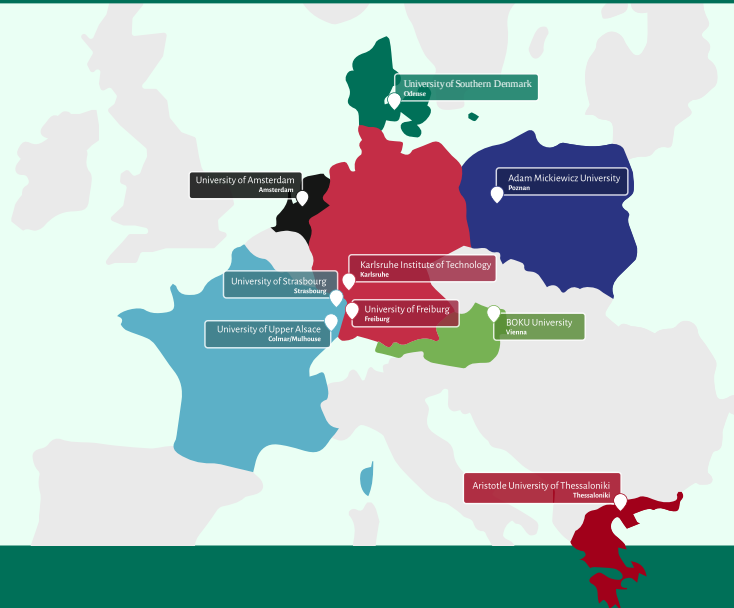 University of Southern Denmark
Odense
University of Amsterdam
Amsterdam
Adam Mickiewicz University
Poznan
Karlsruhe Institute of Technology
Karlsruhe
University of Strasbourg
Strasbourg
University of Freiburg
Freiburg
University of Upper Alsace
Colmar/Mulhouse
BOKU University
Vienna
Aristotle University of Thessaloniki
Thessaloniki